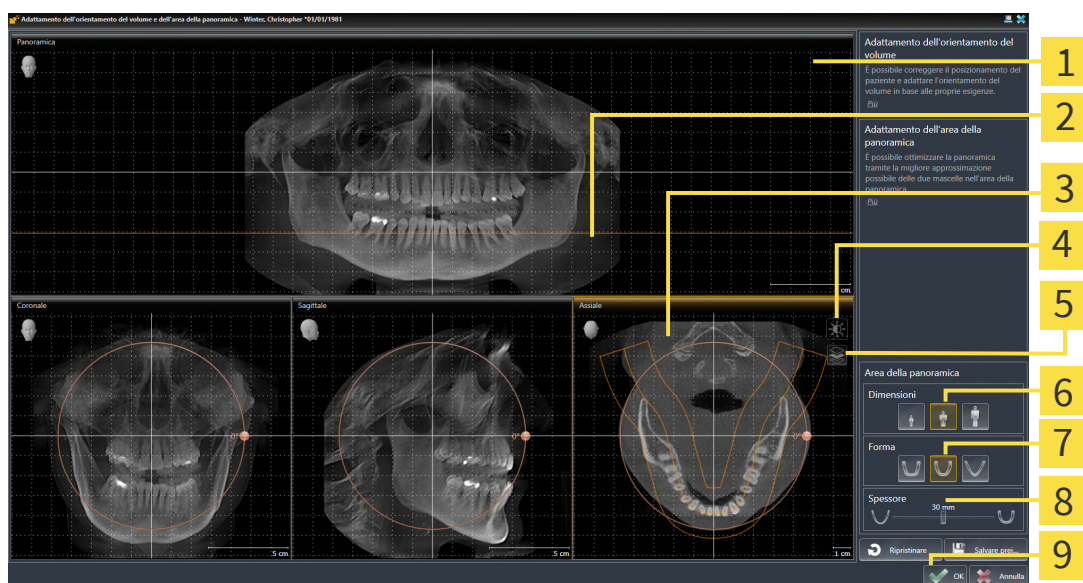 Adattamento dell'orientamento del volume e dell'area della panoramica - Winter, Christopher *01/01/1981
Panoramica
cm
Adattamento dell'orientamento del
volume
È possibile correggere il posizionamento del
paziente e adattare l'orientamento del
volume in base alle proprie esigenze.
Più
Adattamento dell'area della
panoramica
È possibile ottimizzare la panoramica
tramite la migliore approssimazione
possibile delle due mascelle nell'area della
panoramica
Più
Coronale
0°
.5 cm
Sagittale
0°
.5 cm
Assiale
0°
.1 cm
Area della panoramica
Dimensioni
Forma
Spessore
30 mm
Ripristinare
Salvare prei...
OK
Annulla
1
2
3
4
5
6
7
8
9